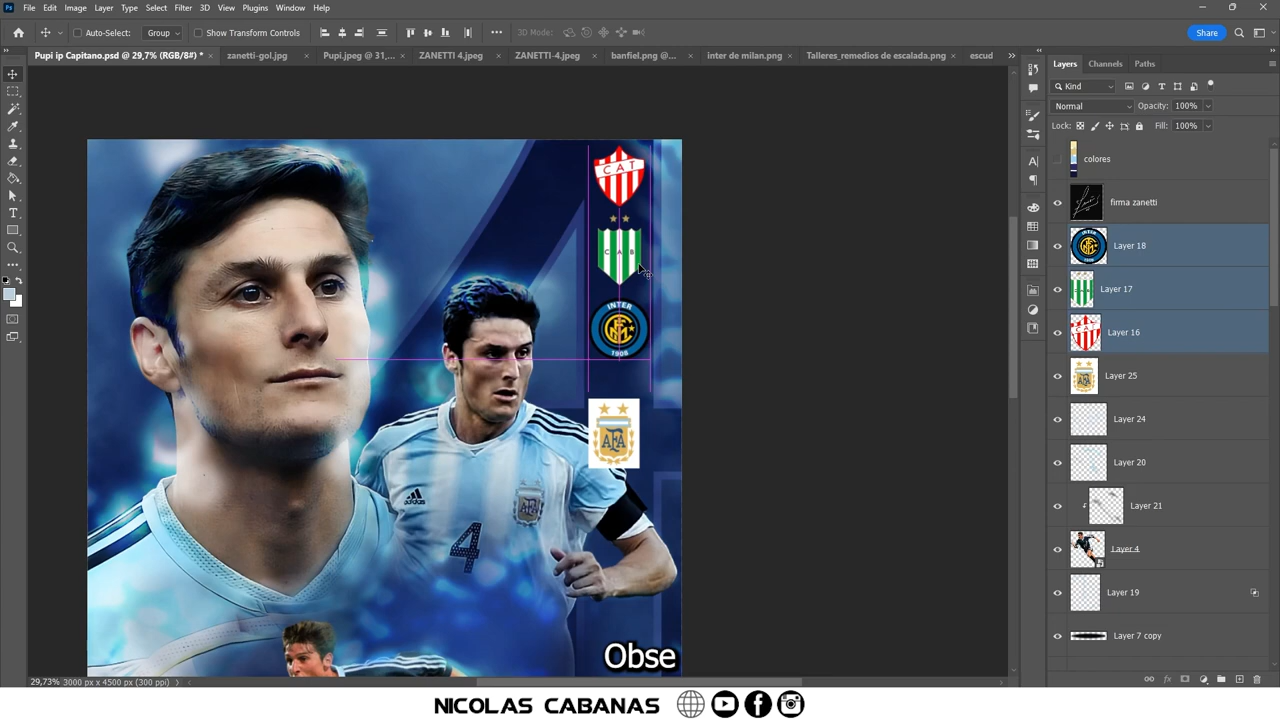 File Edit Image Layer Type Select Filter 3D View Plugins Window Help
Auto-Select: Group Show Transform Controls 3D Mode: Share
Pupi ip Capitano.psd @ 29,7% (RGB/8#) * zanetti-gol.jpg Pupi.jpeg @ 31,... ZANETTI 4.jpeg ZANETTI-4.jpeg banfiel.png @... inter de milan.png Talleres_remedios de escalada.png escud
Layers Channels Paths
Kind
Normal Opacity: 100%
Lock: Fill: 100%
colores
firma zanetti
Layer 18
Layer 17
Layer 16
Layer 25
Layer 24
Layer 20
Layer 21
Layer 4
Layer 19
Layer 7 copy
CAT
CAB
INTER
1908
AFA
adidas
4
Obse
29,73% 3000 px x 4500 px (300 ppi)
NICOLAS CABANAS